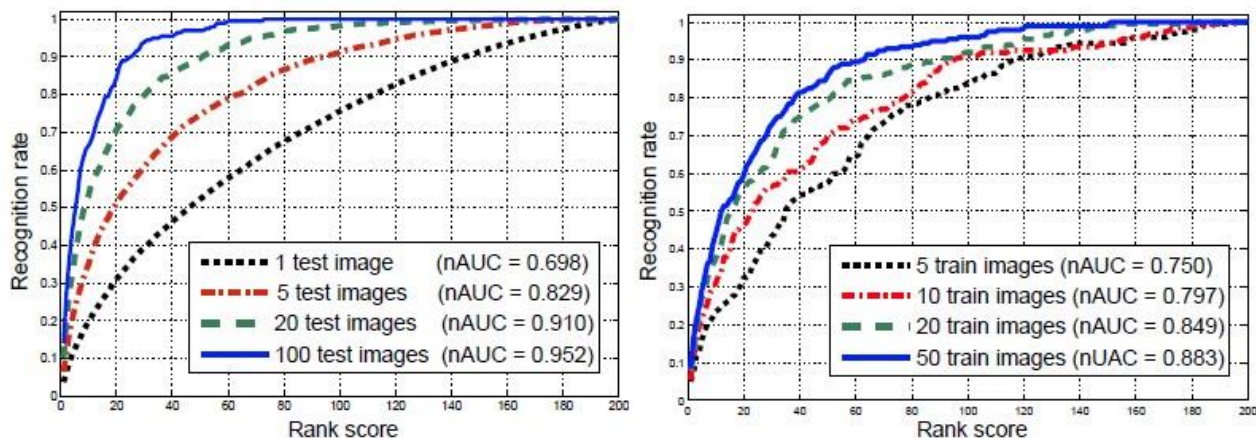 1
0.9
0.8
0.7
0.6
0.5
0.4
0.3
0.2
0.1
0
Recognition rate
1 test image (nAUC = 0.698)
5 test images (nAUC = 0.829)
20 test images (nAUC = 0.910)
100 test images (nAUC = 0.952)
0 20 40 60 80 100 120 140 160 180 200
Rank score
1
0.9
0.8
0.7
0.6
0.5
0.4
0.3
0.2
0.1
0
Recognition rate
5 train images (nAUC = 0.750)
10 train images (nAUC = 0.797)
20 train images (nAUC = 0.849)
50 train images (nUAC = 0.883)
0 20 40 60 80 100 120 140 160 180 200
Rank score